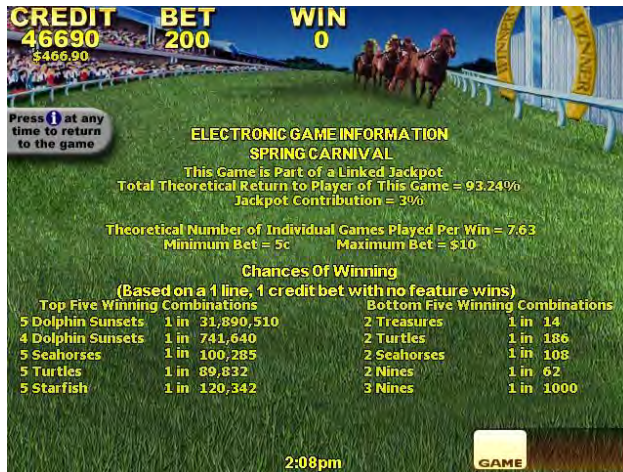 CREDIT BET WIN
46690 200 0
$466.90
WINNER WINNER
Press i at any
time to return
to the game
ELECTRONIC GAME INFORMATION
SPRING CARNIVAL
This Game is Part of a Linked Jackpot
Total Theoretical Return to Player of This Game = 93.24%
Jackpot Contribution = 3%
Theoretical Number of Individual Games Played Per Win = 7.63
Minimum Bet = 5c Maximum Bet = $10
Chances Of Winning
(Based on a 1 line, 1 credit bet with no feature wins)
Top Five Winning Combinations Bottom Five Winning Combinations
5 Dolphin Sunsets 1 in 31,890,510 2 Treasures 1 in 14
4 Dolphin Sunsets 1 in 741,640 2 Turtles 1 in 186
5 Seahorses 1 in 100,285 2 Seahorses 1 in 108
5 Turtles 1 in 89,832 2 Nines 1 in 62
5 Starfish 1 in 120,342 3 Nines 1 in 1000
2:08pm
GAME